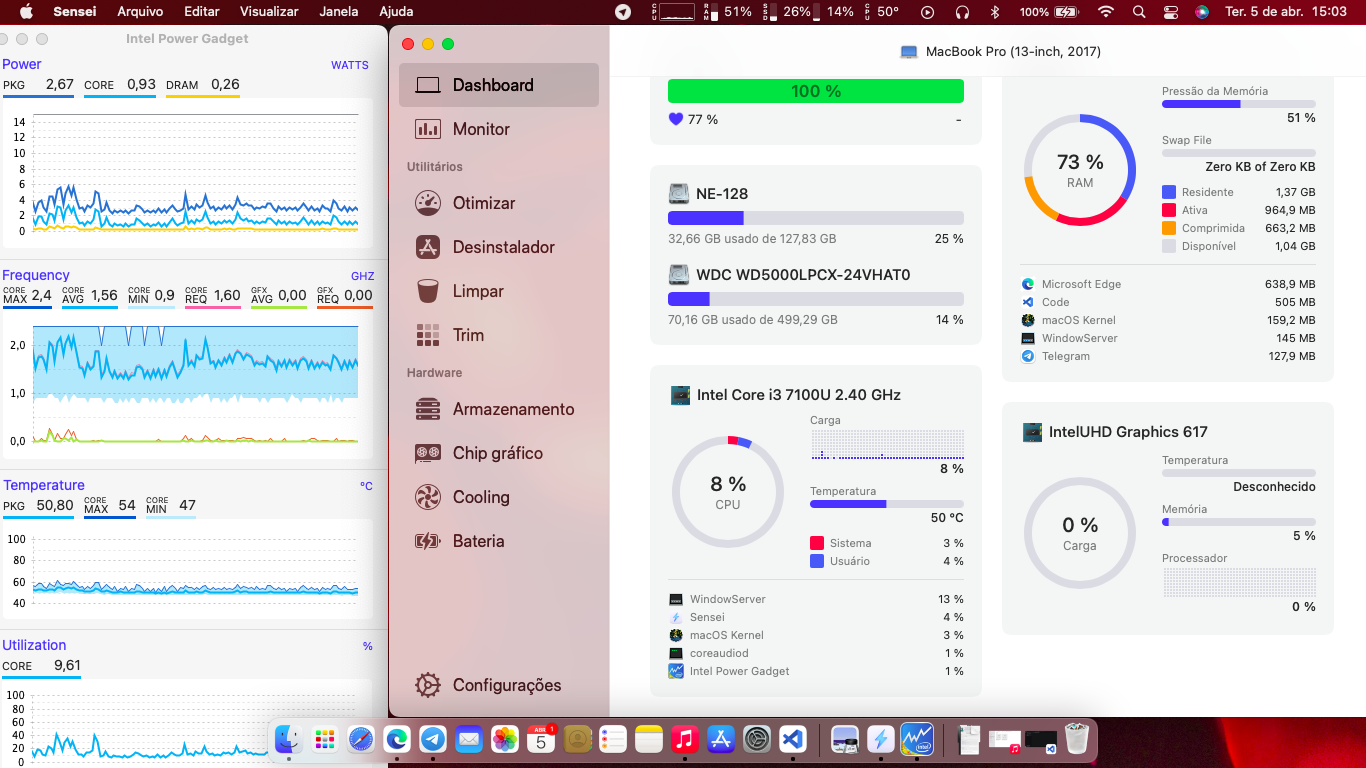 Sensei Arquivo Editar Visualizar Janela Ajuda
CPU RAM 51% SSD 26% 14% CPU 50° 100% Ter. 5 de abr. 15:03
Intel Power Gadget
Power WATTS
PKG 2,67 CORE 0,93 DRAM 0,26
14
12
10
8
6
4
2
0
Frequency GHZ
CORE MAX 2,4 CORE AVG 1,56 CORE MIN 0,9 CORE REQ 1,60 GFX AVG 0,00 GFX REQ 0,00
2,0
1,0
0,0
Temperature °C
PKG 50,80 CORE MAX 54 CORE MIN 47
100
80
60
40
Utilization %
CORE 9,61
100
80
60
40
20
0
Dashboard
Monitor
Utilitários
Otimizar
Desinstalador
Limpar
Trim
Hardware
Armazenamento
Chip gráfico
Cooling
Bateria
Configurações
MacBook Pro (13-inch, 2017)
100 %
77 % -
NE-128
32,66 GB usado de 127,83 GB 25 %
WDC WD5000LPCX-24VHAT0
70,16 GB usado de 499,29 GB 14 %
Intel Core i3 7100U 2.40 GHz
8 %
CPU
Carga
8 %
Temperatura
50 °C
Sistema 3 %
Usuário 4 %
WindowServer 13 %
Sensei 4 %
macOS Kernel 3 %
coreaudiod 1 %
Intel Power Gadget 1 %
73 %
RAM
Pressão da Memória
51 %
Swap File
Zero KB of Zero KB
Residente 1,37 GB
Ativa 964,9 MB
Comprimida 663,2 MB
Disponível 1,04 GB
Microsoft Edge 638,9 MB
Code 505 MB
macOS Kernel 159,2 MB
WindowServer 145 MB
Telegram 127,9 MB
IntelUHD Graphics 617
0 %
Carga
Temperatura
Desconhecido
Memória
5 %
Processador
0 %
ABR 1
5
intel